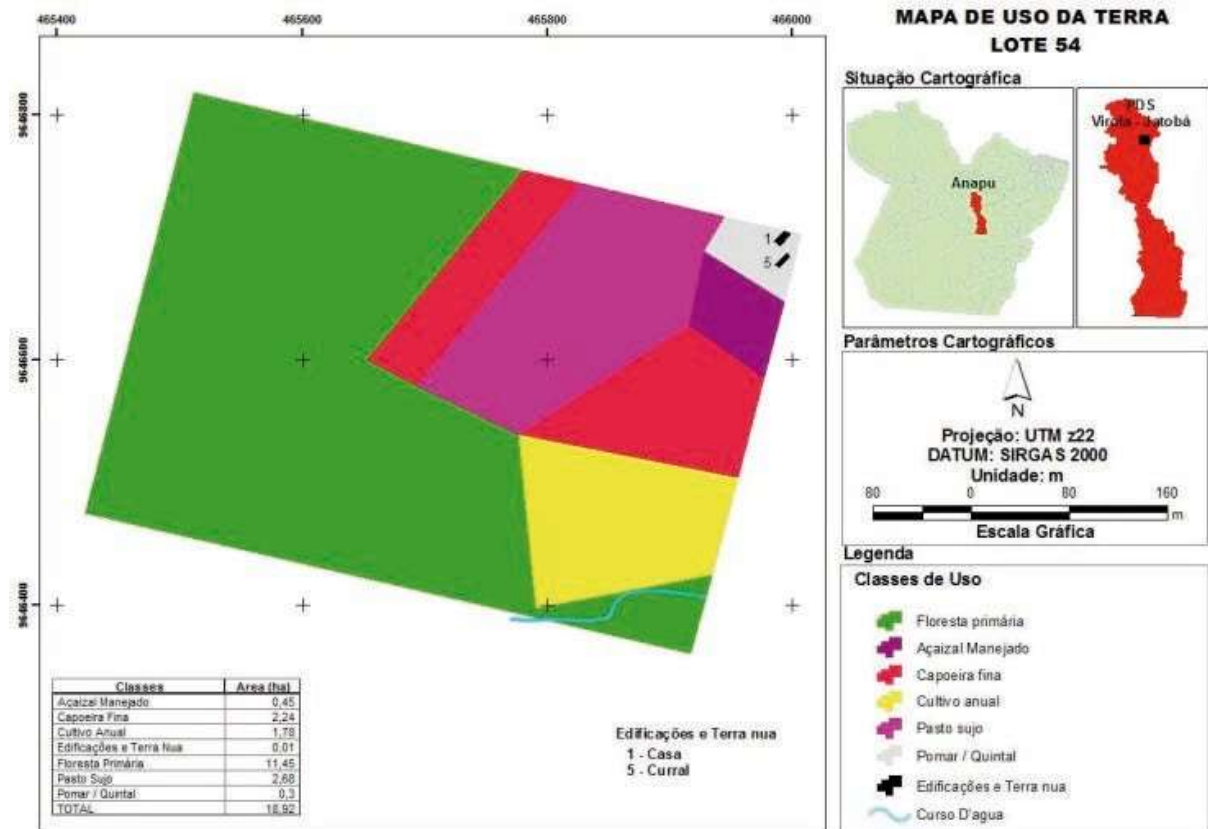 MAPA DE USO DA TERRA
LOTE 54
465400 465600 465800 466000
9646800
9646600
9646400
1
5
Classes Area (ha)
Açaizal Manejado 0,45
Capoeira Fina 2,24
Cultivo Anual 1,78
Edificações e Terra Nua 0,01
Floresta Primária 11,45
Pasto Sujo 2,68
Pomar / Quintal 0,3
TOTAL 18,92
Edificações e Terra nua
1 - Casa
5 - Curral
Situação Cartográfica
Anapu
PDS
Virola - Jatobá
Parâmetros Cartográficos
N
Projeção: UTM z22
DATUM: SIRGAS 2000
Unidade: m
80 0 80 160
m
Escala Gráfica
Legenda
Classes de Uso
Floresta primária
Açaizal Manejado
Capoeira fina
Cultivo anual
Pasto sujo
Pomar / Quintal
Edificações e Terra nua
Curso D'agua